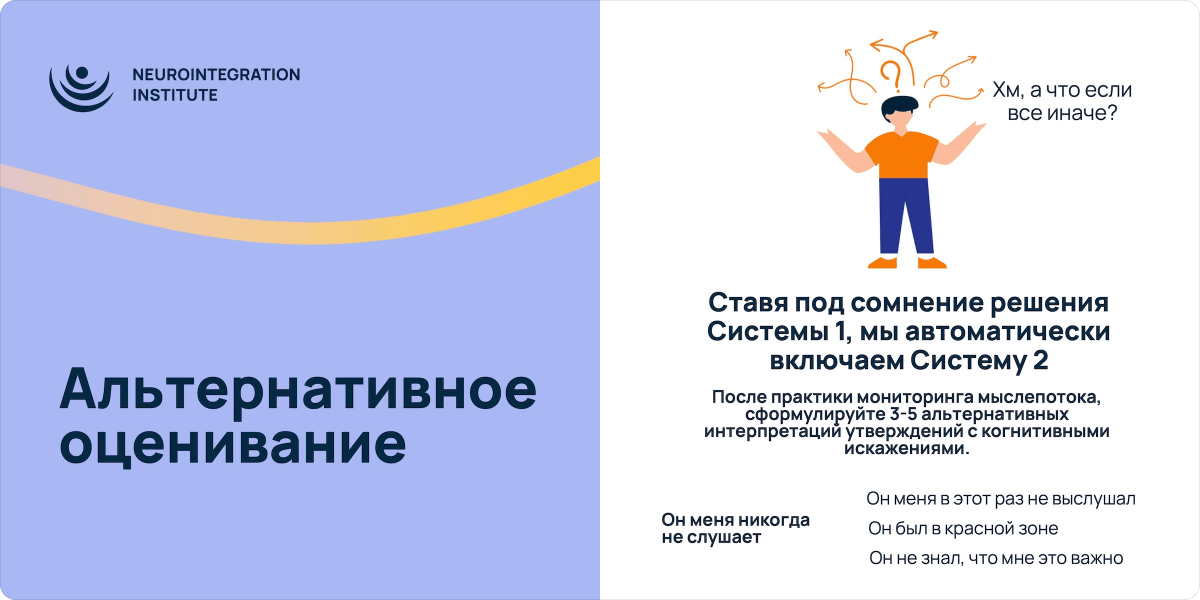 NEUROINTEGRATION
INSTITUTE
Альтернативное
оценивание
?
Хм, а что если
все иначе?
Ставя под сомнение решения
Системы 1, мы автоматически
включаем Систему 2
После практики мониторинга мыслепотока,
сформулируйте 3-5 альтернативных
интерпретаций утверждений с когнитивными
искажениями.
Он меня никогда
не слушает
Он меня в этот раз не выслушал
Он был в красной зоне
Он не знал, что мне это важно